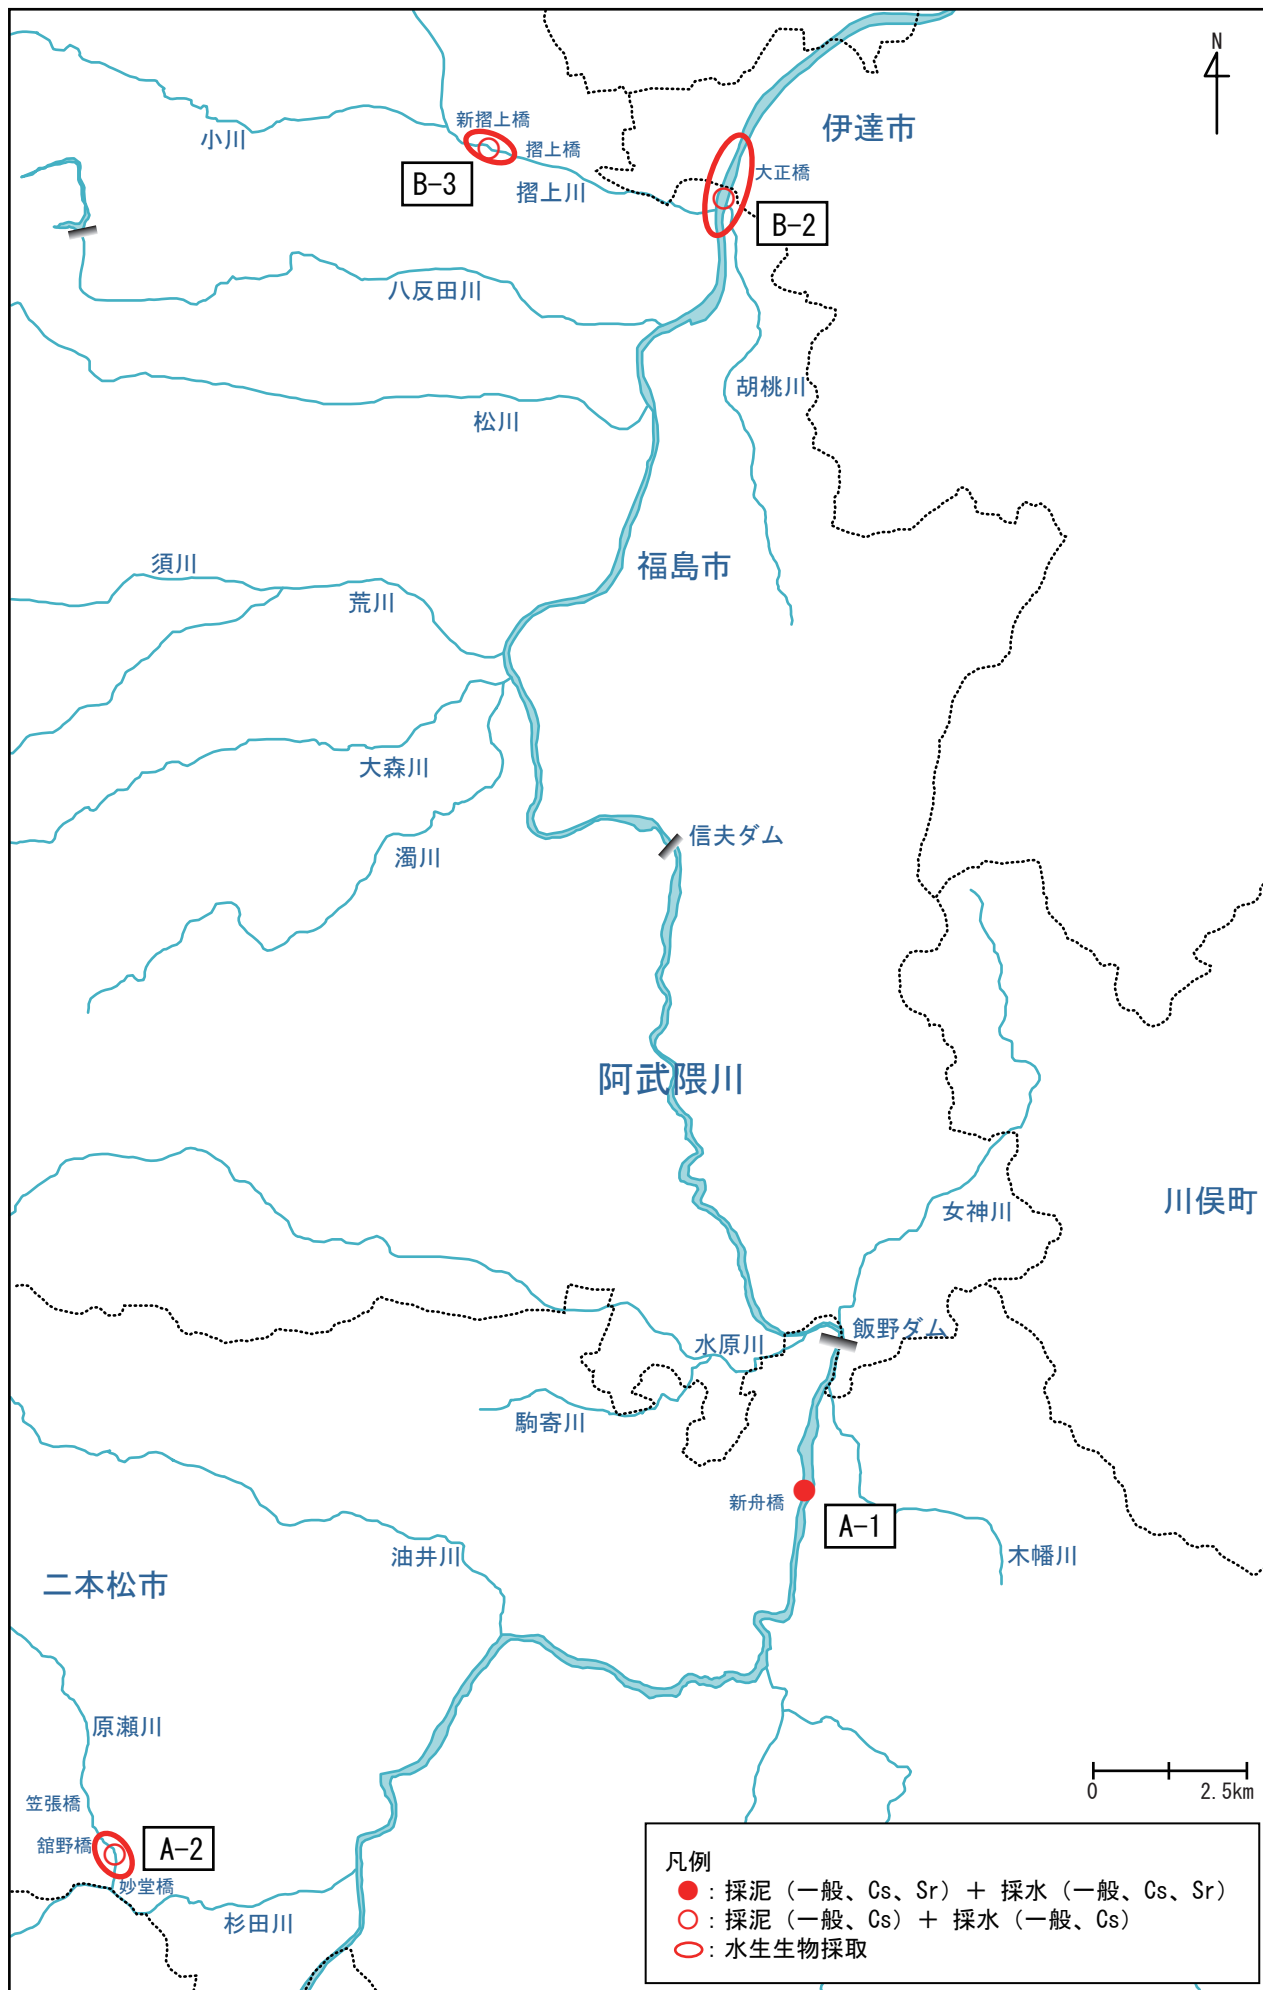 N
伊達市
新摺上橋
小川
摺上橋
大正橋
B-3
摺上川
B-2
八反田川
胡桃川
松川
須川
福島市
荒川
大森川
信夫ダム
濁川
阿武隈川
川俣町
女神川
飯野ダム
水原川
駒寄川
新舟橋
A-1
油井川
木幡川
二本松市
原瀬川
0 2.5km
笠張橋
舘野橋
A-2
妙堂橋
杉田川
凡例
：採泥（一般、Cs、Sr）＋ 採水（一般、Cs、Sr）
：採泥（一般、Cs）＋ 採水（一般、Cs）
：水生生物採取